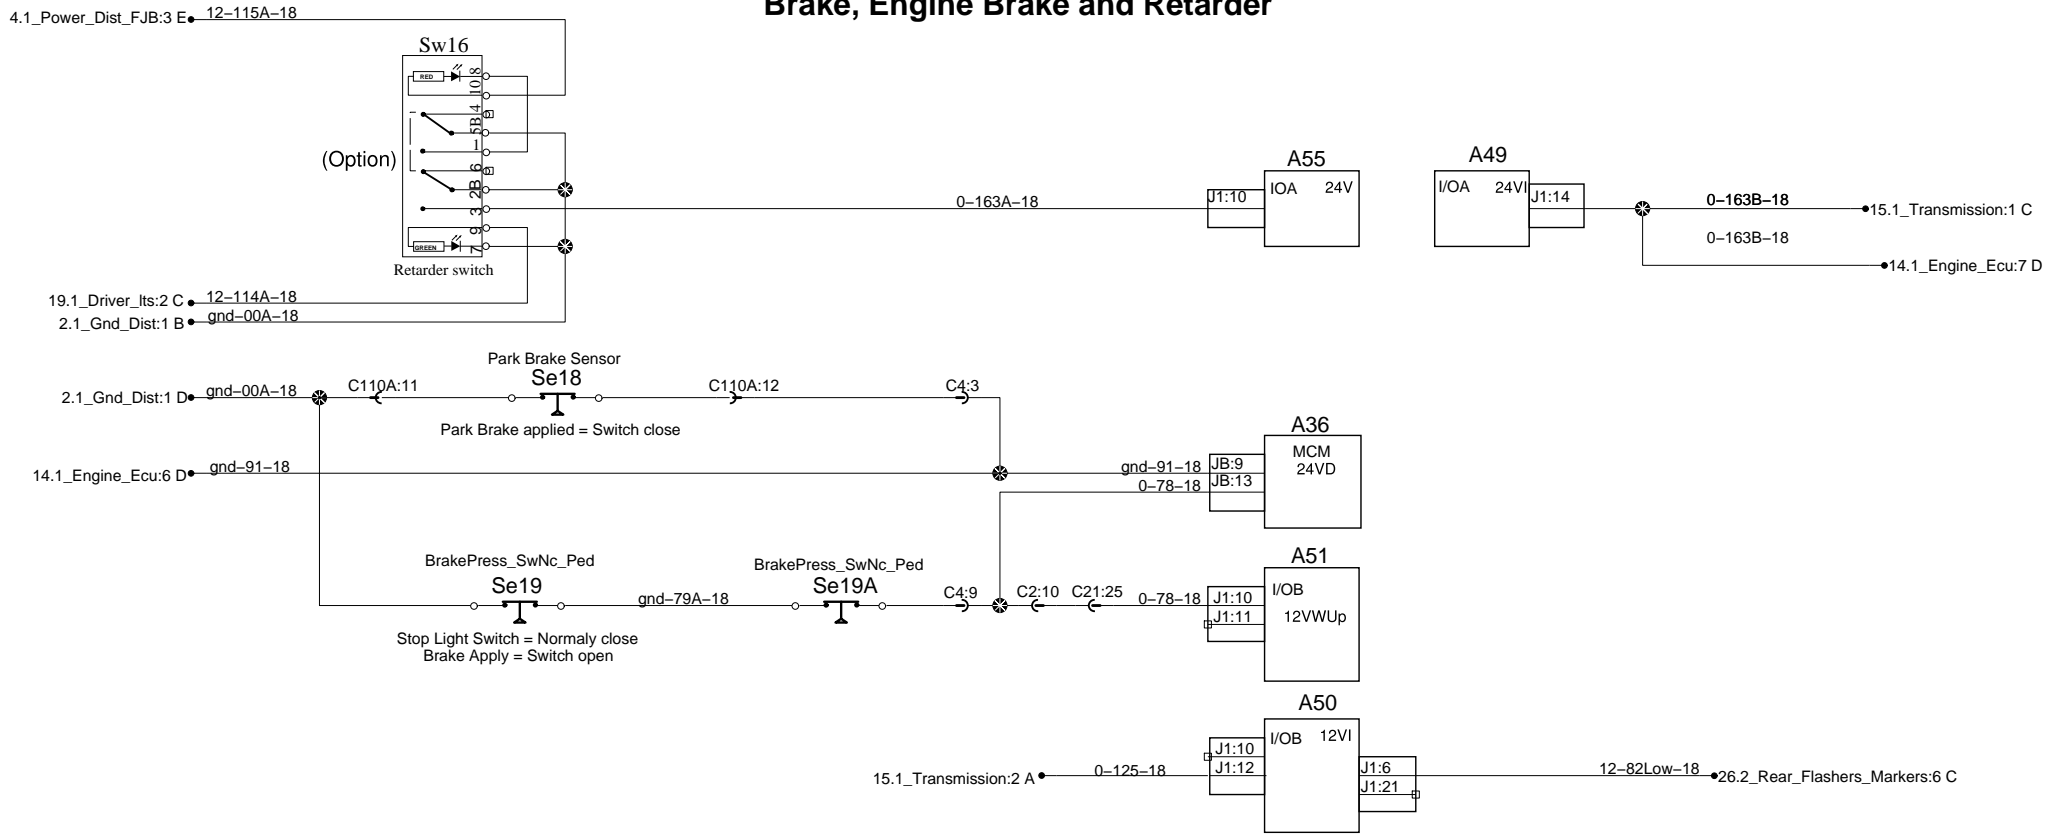 Brake, Engine Brake and Retarder
4.1_Power_Dist_FJB:3 E
12-115A-18
Sw16
RED
8
10
4
5B
1
6
2B
3
9
7
GREEN
(Option)
Retarder switch
0-163A-18
A55
J1:10
IOA
24V
A49
I/OA
24VI
J1:14
0-163B-18
15.1_Transmission:1 C
0-163B-18
14.1_Engine_Ecu:7 D
19.1_Driver_lts:2 C
12-114A-18
2.1_Gnd_Dist:1 B
gnd-00A-18
Park Brake Sensor
Se18
2.1_Gnd_Dist:1 D
gnd-00A-18
C110A:11
C110A:12
C4:3
Park Brake applied = Switch close
14.1_Engine_Ecu:6 D
gnd-91-18
gnd-91-18
0-78-18
A36
JB:9
JB:13
MCM
24VD
BrakePress_SwNc_Ped
Se19
gnd-79A-18
BrakePress_SwNc_Ped
Se19A
C4:9
C2:10
C21:25
0-78-18
Stop Light Switch = Normaly close
Brake Apply = Switch open
A51
J1:10
J1:11
I/OB
12VWUp
A50
15.1_Transmission:2 A
0-125-18
J1:10
J1:12
I/OB
12VI
J1:6
J1:21
12-82Low-18
26.2_Rear_Flashers_Markers:6 C